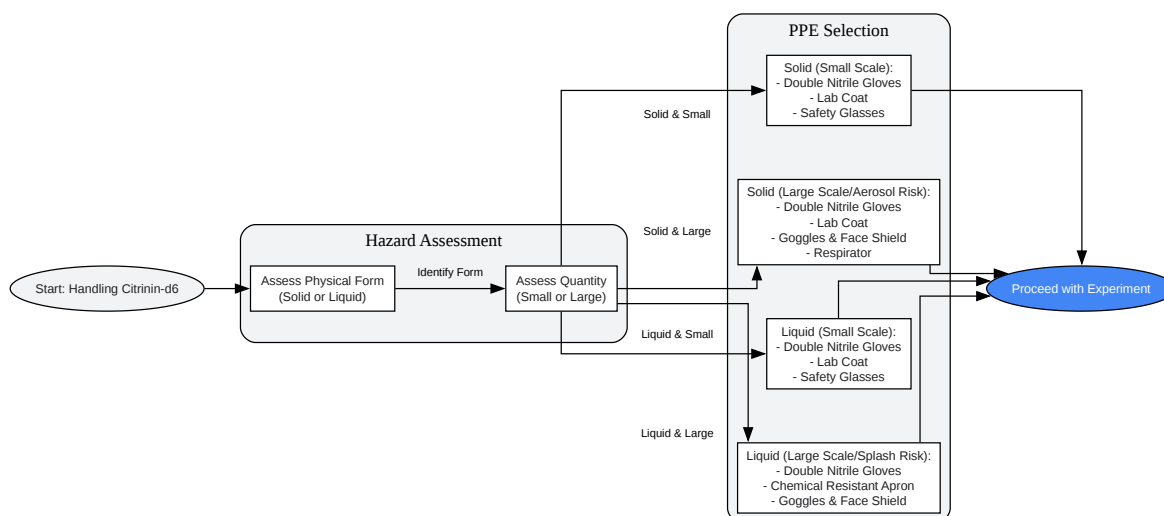 PPE Selection
Solid (Small Scale):
- Double Nitrile Gloves
- Lab Coat
- Safety Glasses
Solid & Small
Solid (Large Scale/Aerosol Risk):
- Double Nitrile Gloves
- Lab Coat
- Goggles & Face Shield
- Respirator
Solid & Large
Hazard Assessment
Start: Handling Citrinin-d6
Assess Physical Form
(Solid or Liquid)
Identify Form
Assess Quantity
(Small or Large)
Proceed with Experiment
Liquid & Small
Liquid (Small Scale):
- Double Nitrile Gloves
- Lab Coat
- Safety Glasses
Liquid & Large
Liquid (Large Scale/Splash Risk):
- Double Nitrile Gloves
- Chemical Resistant Apron
- Goggles & Face Shield